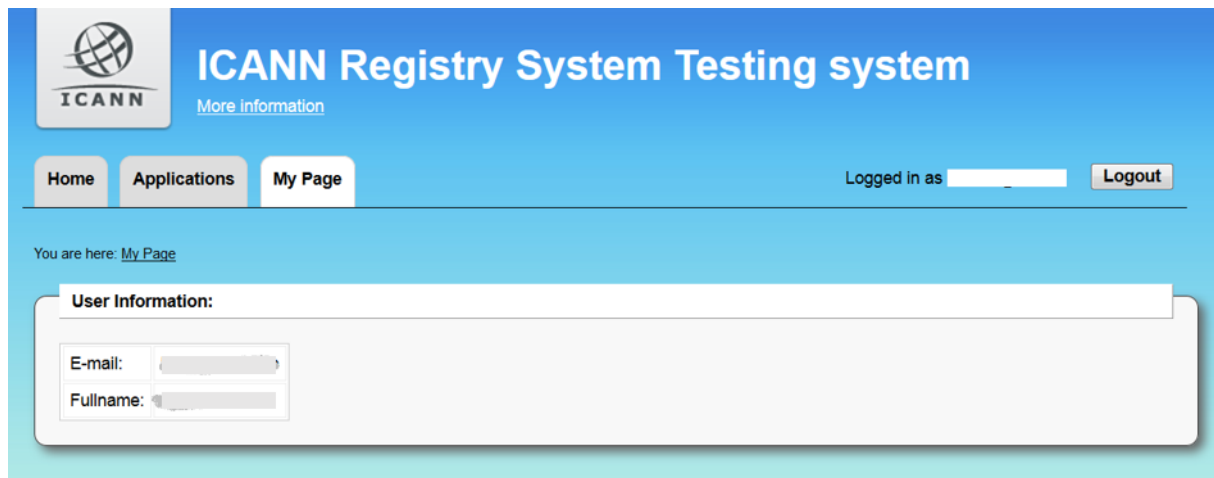 ICANN
ICANN Registry System Testing system
More information
Home Applications My Page
Logged in as
Logout
You are here: My Page
User Information:
E-mail:
Fullname: